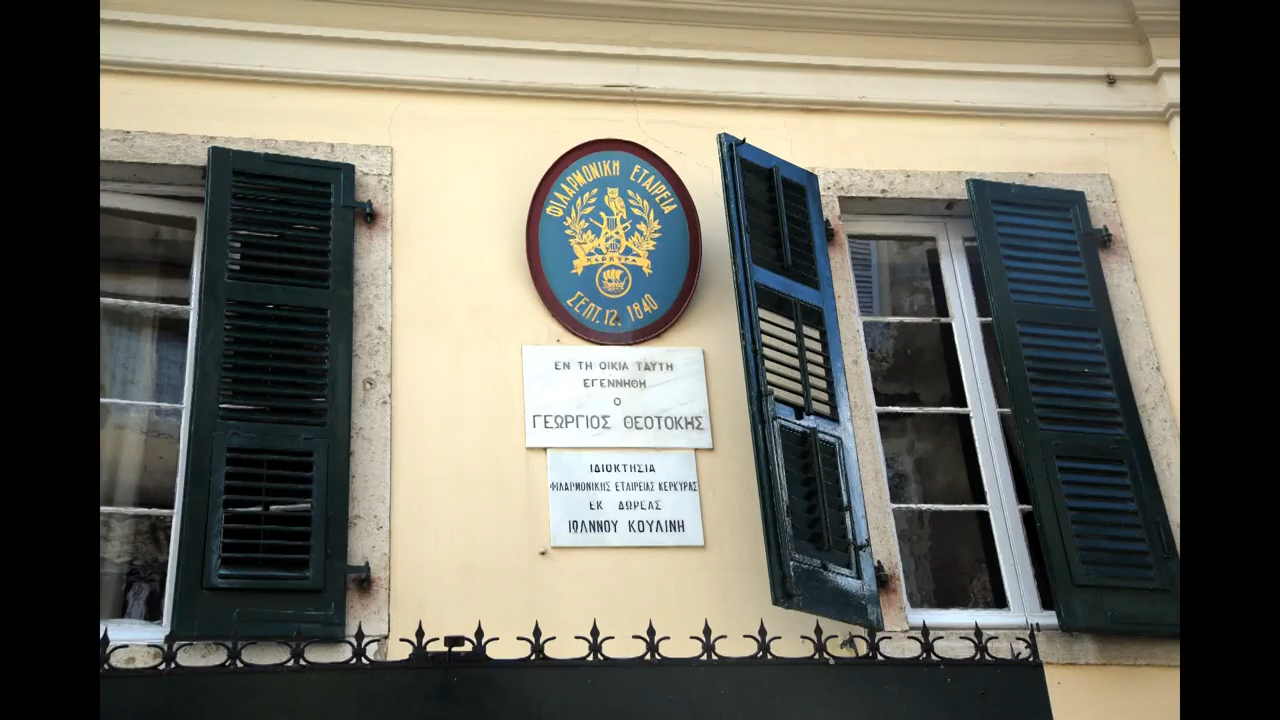 ΦΙΛΑΡΜΟΝΙΚΗ ΕΤΑΙΡΕΙΑ
ΚΕΡΚΥΡΑ
ΣΕΠΤ. 12. 1840
ΕΝ ΤΗ ΟΙΚΙΑ ΤΑΥΤΗ
ΕΓΕΝΝΗΘΗ
Ο
ΓΕΩΡΓΙΟΣ ΘΕΟΤΟΚΗΣ
ΙΔΙΟΚΤΗΣΙΑ
ΦΙΛΑΡΜΟΝΙΚΗΣ ΕΤΑΙΡΕΙΑΣ ΚΕΡΚΥΡΑΣ
ΕΚ ΔΩΡΕΑΣ
ΙΩΑΝΝΟΥ ΚΟΥΛΙΝΗ